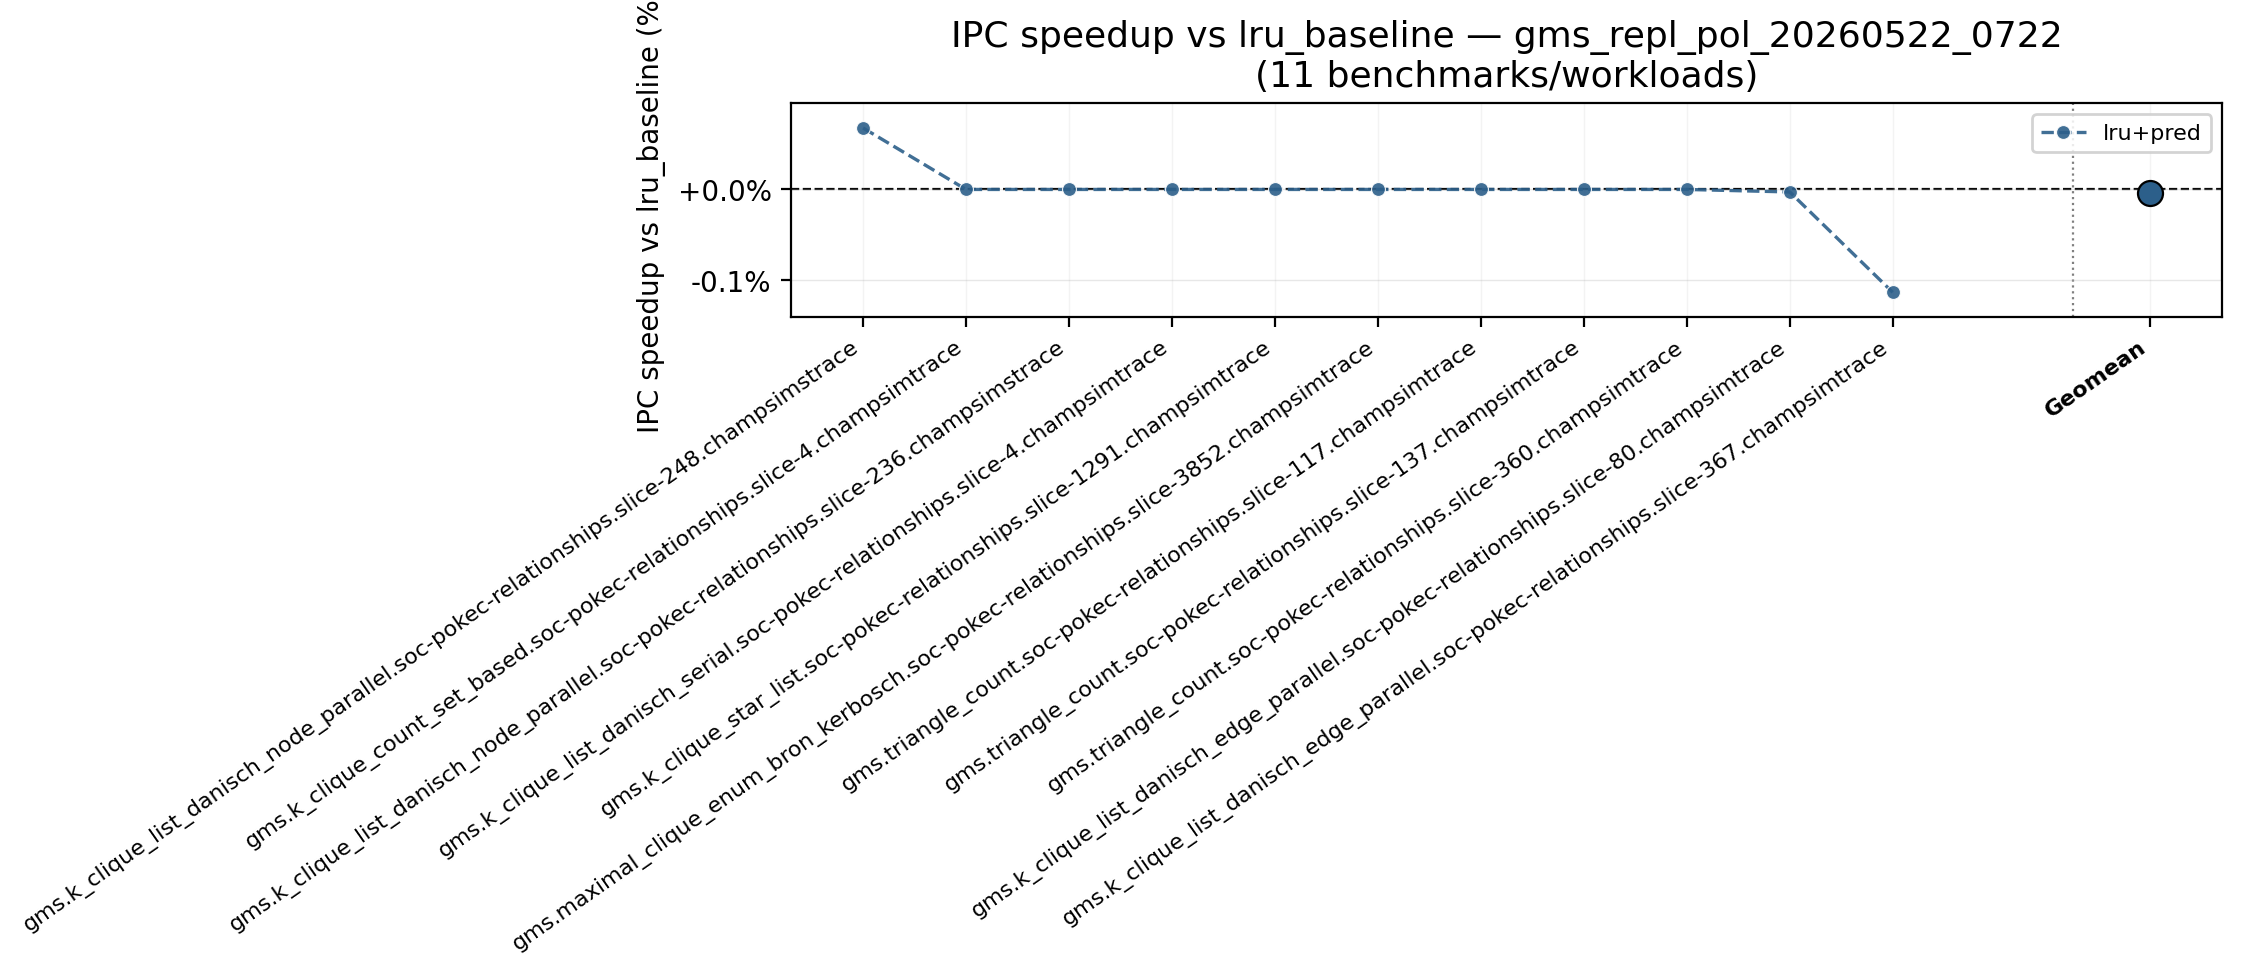 IPC speedup vs lru_baseline — gms_repl_pol_20260522_0722
(11 benchmarks/workloads)
IPC speedup vs lru_baseline (%
+0.0%
-0.1%
lru+pred
gms.k_clique_list_danisch_node_parallel.soc-pokec-relationships.slice-248.champsimstrace
gms.k_clique_count_set_based.soc-pokec-relationships.slice-4.champsimtrace
gms.k_clique_list_danisch_node_parallel.soc-pokec-relationships.slice-236.champsimstrace
gms.k_clique_list_danisch_serial.soc-pokec-relationships.slice-4.champsimtrace
gms.k_clique_star_list.soc-pokec-relationships.slice-1291.champsimtrace
gms.maximal_clique_enum_bron_kerbosch.soc-pokec-relationships.slice-3852.champsimtrace
gms.triangle_count.soc-pokec-relationships.slice-117.champsimtrace
gms.triangle_count.soc-pokec-relationships.slice-137.champsimtrace
gms.triangle_count.soc-pokec-relationships.slice-360.champsimtrace
gms.k_clique_list_danisch_edge_parallel.soc-pokec-relationships.slice-80.champsimtrace
gms.k_clique_list_danisch_edge_parallel.soc-pokec-relationships.slice-367.champsimtrace
Geomean